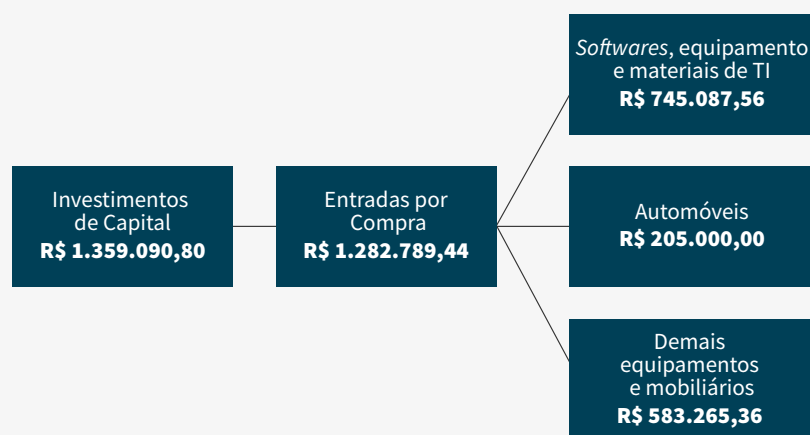 Investimentos
de Capital
R$ 1.359.090,80
Entradas por
Compra
R$ 1.282.789,44
Softwares, equipamento
e materiais de TI
R$ 745.087,56
Automóveis
R$ 205.000,00
Demais
equipamentos
e mobiliários
R$ 583.265,36